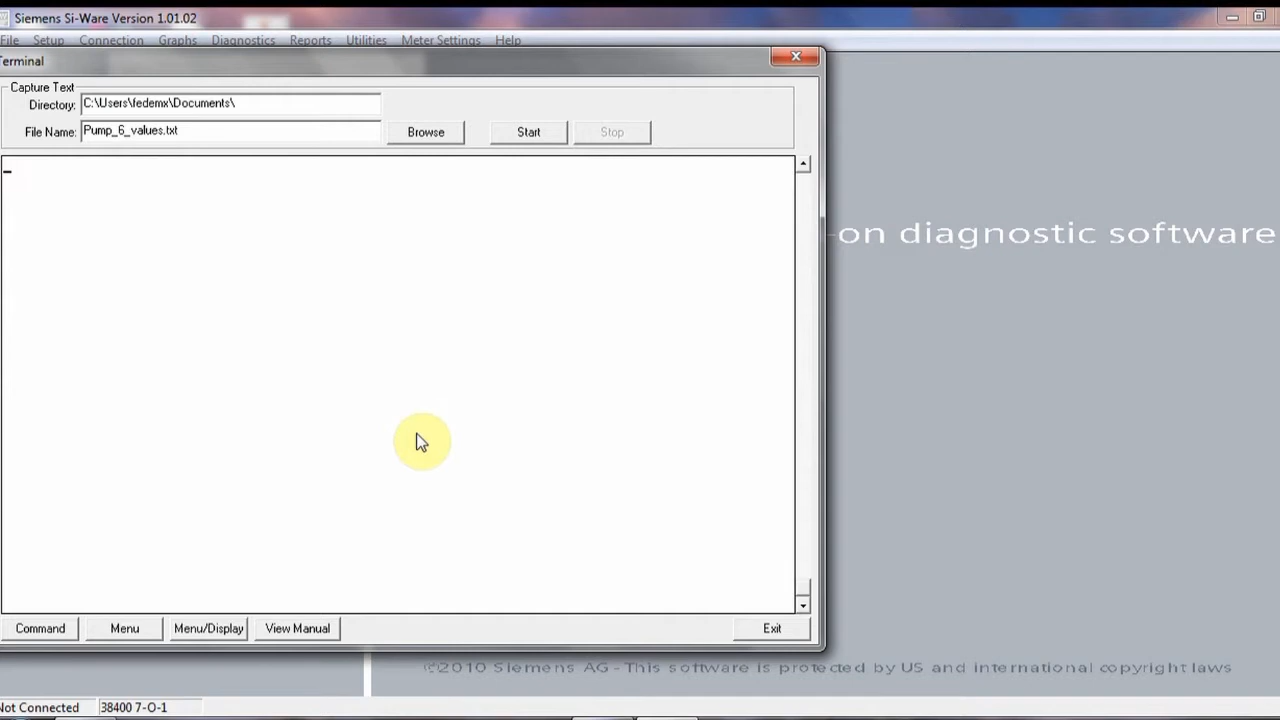 Siemens Si-Ware Version 1.01.02
File Setup Connection Graphs Diagnostics Reports Utilities Meter Settings Help
Terminal
Capture Text
Directory: C:\Users\fedemx\Documents\
File Name: Pump_6_values.txt Browse Start Stop
-on diagnostic software
Command Menu Menu/Display View Manual Exit
©2010 Siemens AG - This software is protected by US and international copyright laws
Not Connected 38400 7-O-1